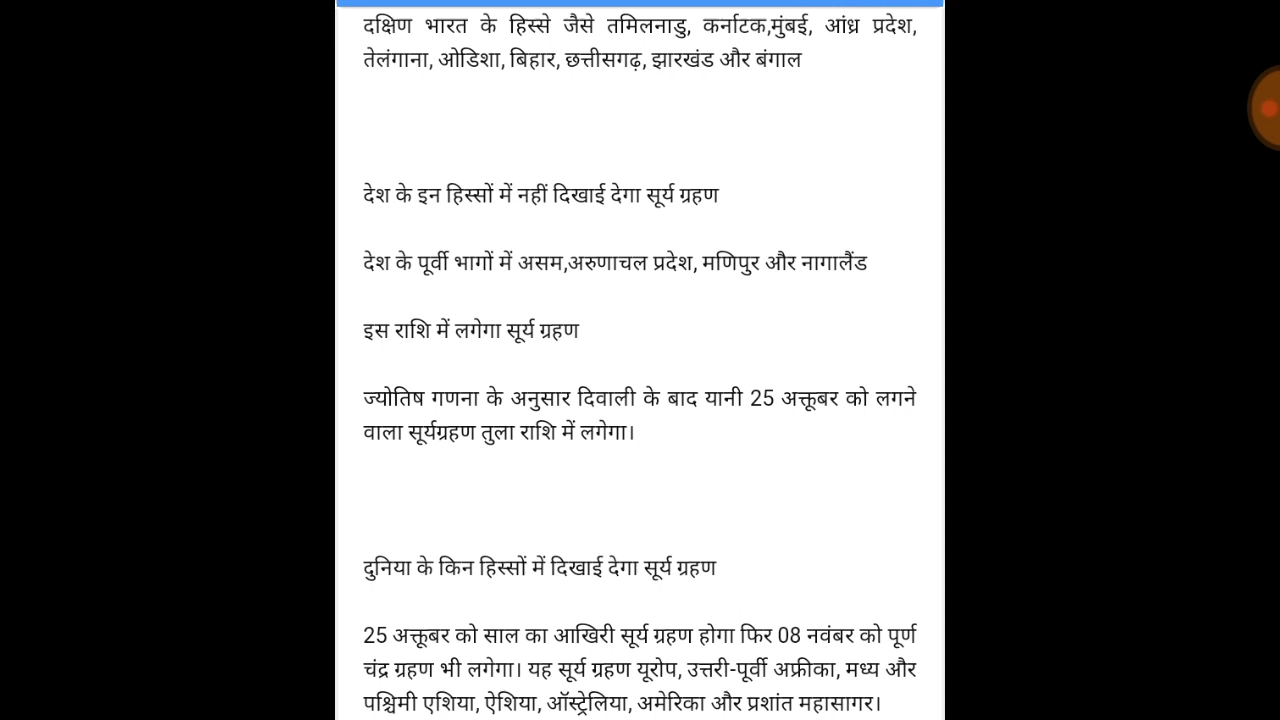 दक्षिण भारत के हिस्से जैसे तमिलनाडु, कर्नाटक,मुंबई, आंध्र प्रदेश,
तेलंगाना, ओडिशा, बिहार, छत्तीसगढ़, झारखंड और बंगाल
देश के इन हिस्सों में नहीं दिखाई देगा सूर्य ग्रहण
देश के पूर्वी भागों में असम,अरुणाचल प्रदेश, मणिपुर और नागालैंड
इस राशि में लगेगा सूर्य ग्रहण
ज्योतिष गणना के अनुसार दिवाली के बाद यानी 25 अक्तूबर को लगने
वाला सूर्यग्रहण तुला राशि में लगेगा।
दुनिया के किन हिस्सों में दिखाई देगा सूर्य ग्रहण
25 अक्तूबर को साल का आखिरी सूर्य ग्रहण होगा फिर 08 नवंबर को पूर्ण
चंद्र ग्रहण भी लगेगा। यह सूर्य ग्रहण यूरोप, उत्तरी-पूर्वी अफ्रीका, मध्य और
पश्चिमी एशिया, ऐशिया, ऑस्ट्रेलिया, अमेरिका और प्रशांत महासागर।